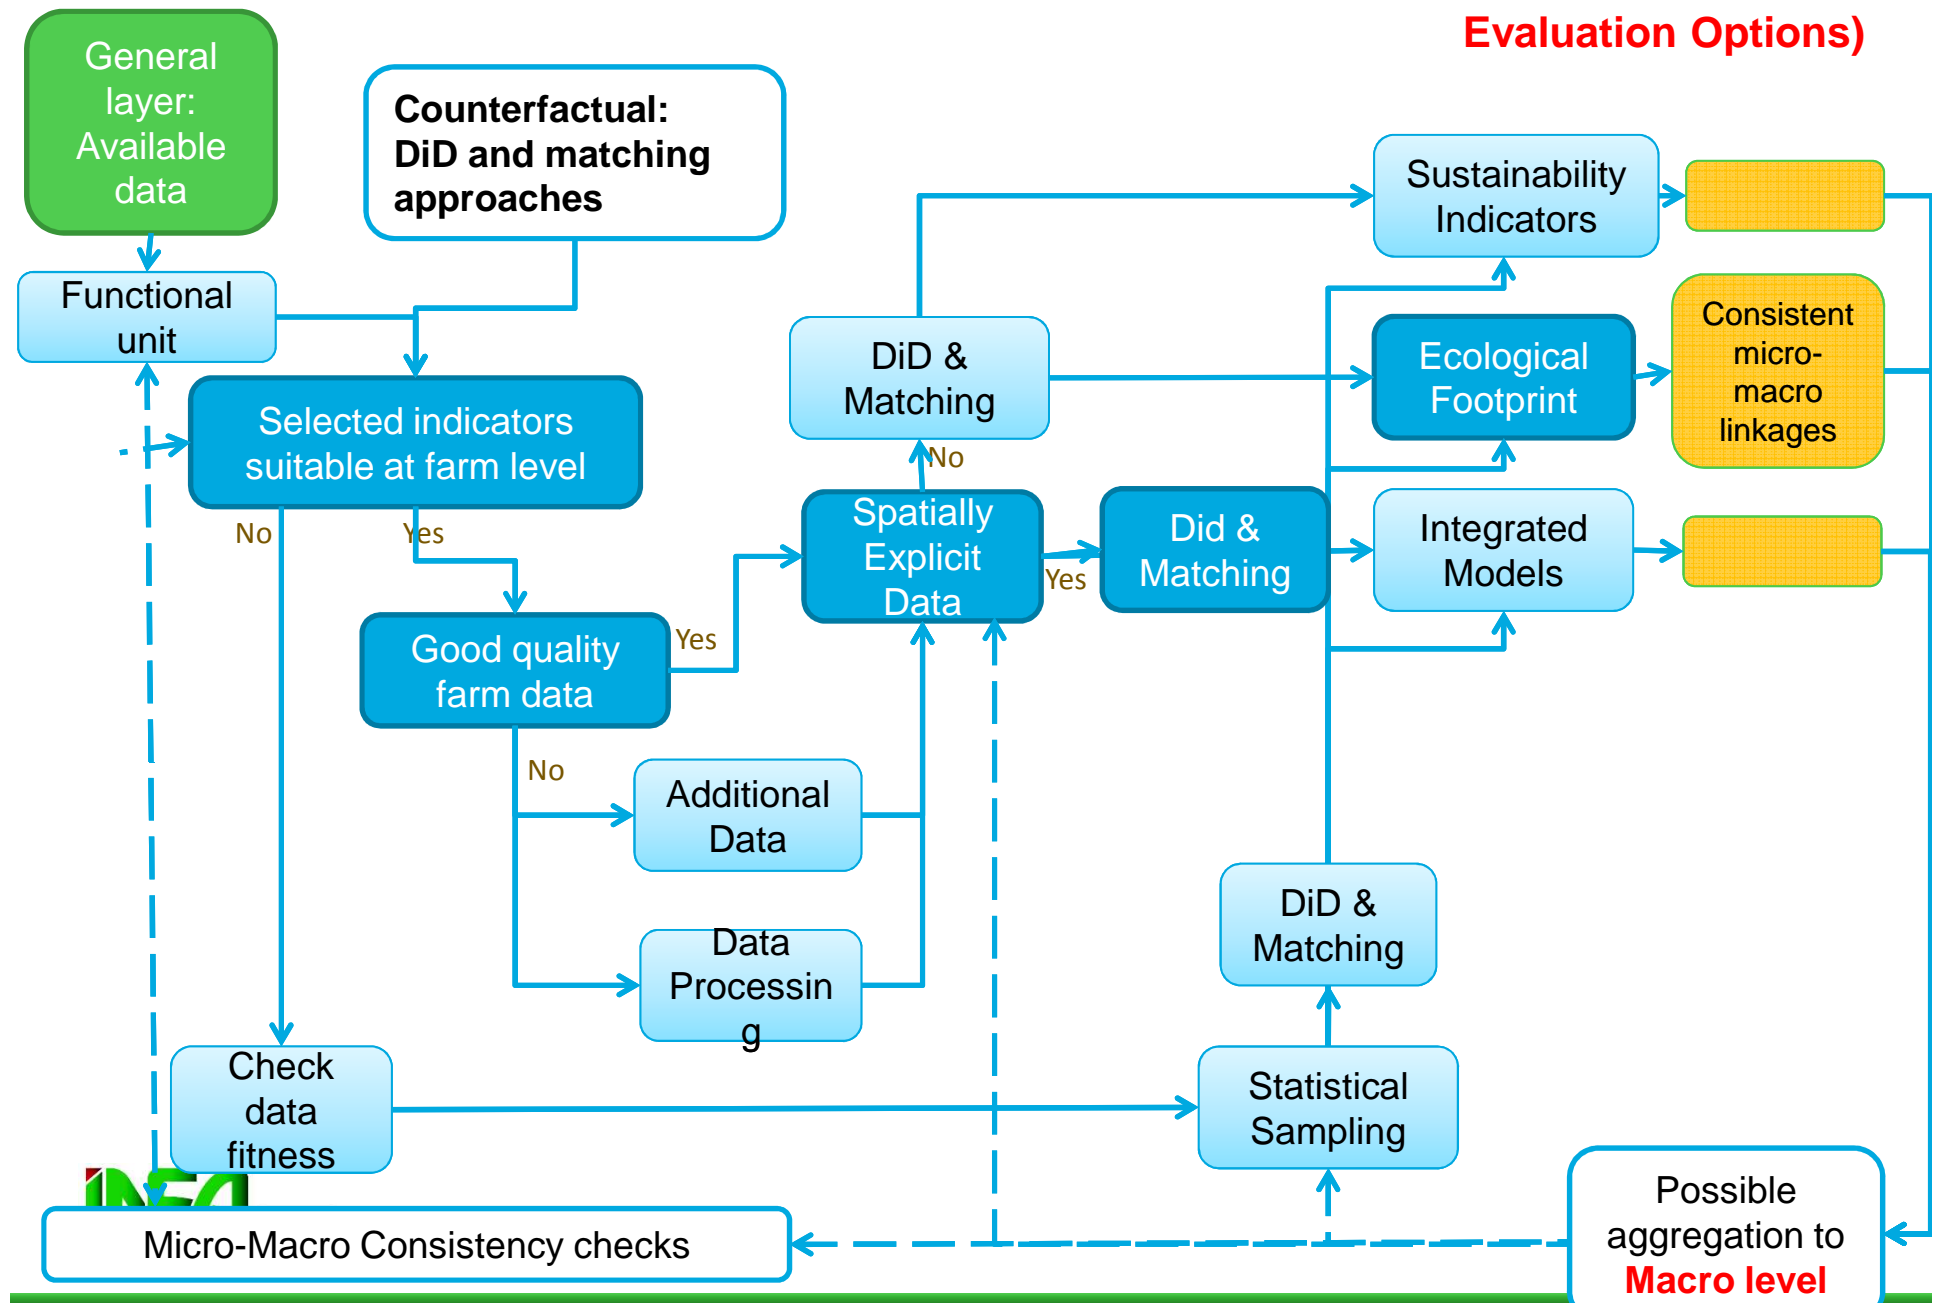 Evaluation Options)
General
layer:
Available
data
Counterfactual:
DiD and matching
approaches
Functional
unit
Selected indicators
suitable at farm level
No
Yes
Good quality
farm data
Yes
No
Additional
Data
Data
Processin
g
Check
data
fitness
DiD &
Matching
No
Spatially
Explicit
Data
Yes
Did &
Matching
Sustainability
Indicators
Ecological
Footprint
Consistent
micro-
macro
linkages
Integrated
Models
DiD &
Matching
Statistical
Sampling
Possible
aggregation to
Macro level
Micro-Macro Consistency checks